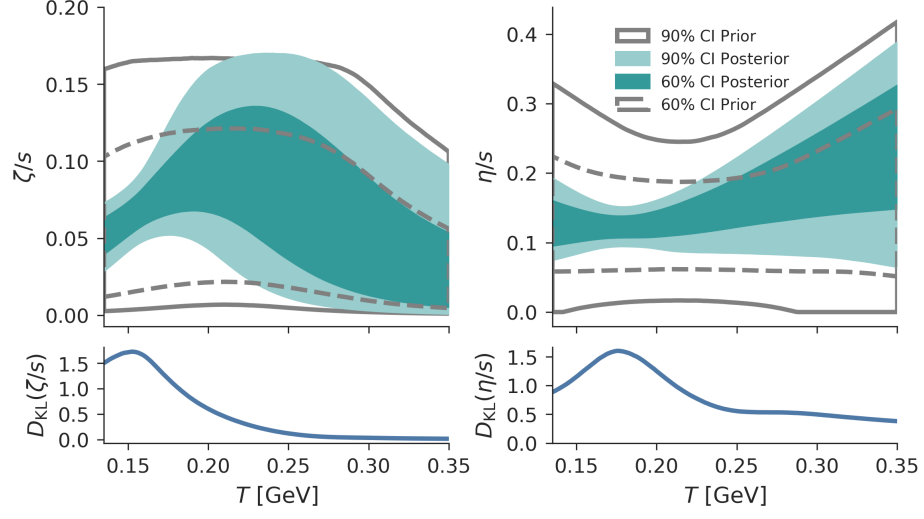 0.20
0.15
0.10
0.05
0.00
ζ/s
0.4
0.3
0.2
0.1
0.0
η/s
90% CI Prior
90% CI Posterior
60% CI Posterior
60% CI Prior
1.5
1.0
0.5
0.0
D_KL(ζ/s)
0.15 0.20 0.25 0.30 0.35
T [GeV]
1.5
1.0
0.5
0.0
D_KL(η/s)
0.15 0.20 0.25 0.30 0.35
T [GeV]